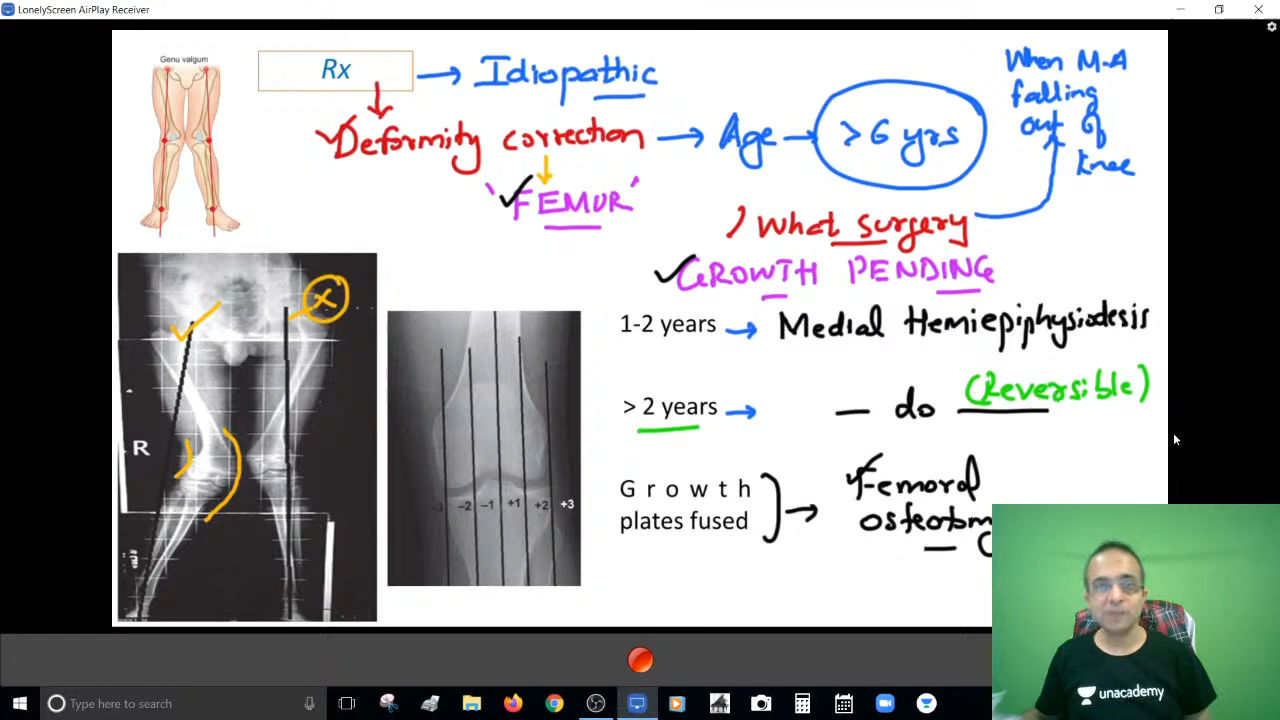 LonelyScreen AirPlay Receiver
Genu valgum
Rx → Idiopathic
When M-A
falling
out of
knee
Deformity correction → Age → > 6 yrs
'FEMUR'
What surgery
GROWTH PENDING
1-2 years → Medial Hemiepiphysiodesis
> 2 years → — do — (Reversible)
R
Growth
plates fused
→ Femoral
osteotomy
-3 -2 -1 +1 +2 +3
unacademy
Type here to search